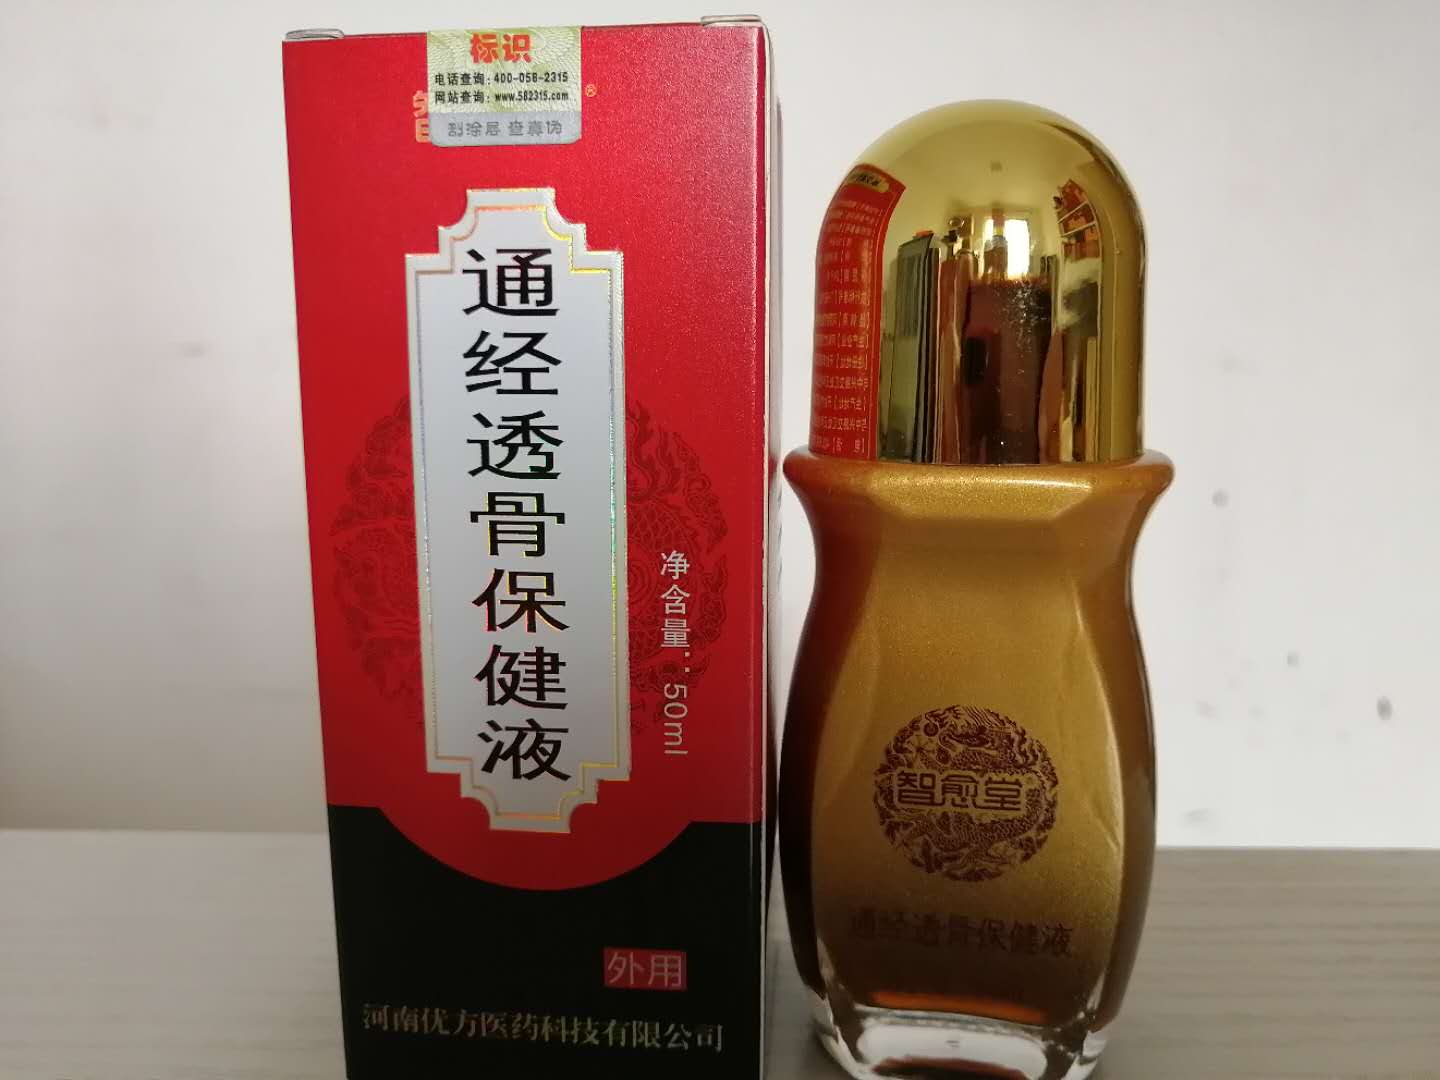 标识
电话查询：400-058-2315
网站查询：www.582315.com
刮涂层 查真伪
通经透骨保健液
净含量：50ml
外用
河南优方医药科技有限公司
智愈堂
通经透骨保健液